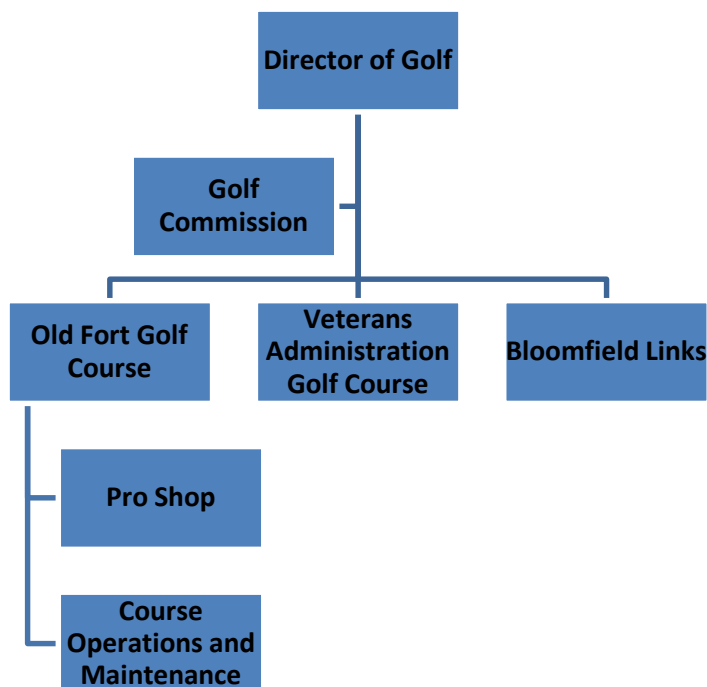 Director of Golf
Golf
Commission
Old Fort Golf
Course
Veterans
Administration
Golf Course
Bloomfield Links
Pro Shop
Course
Operations and
Maintenance